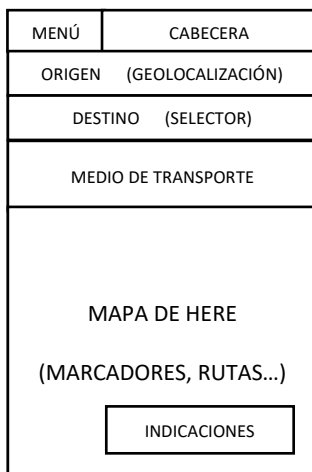 MENÚ CABECERA
ORIGEN (GEOLOCALIZACIÓN)
DESTINO (SELECTOR)
MEDIO DE TRANSPORTE
MAPA DE HERE
(MARCADORES, RUTAS…)
INDICACIONES